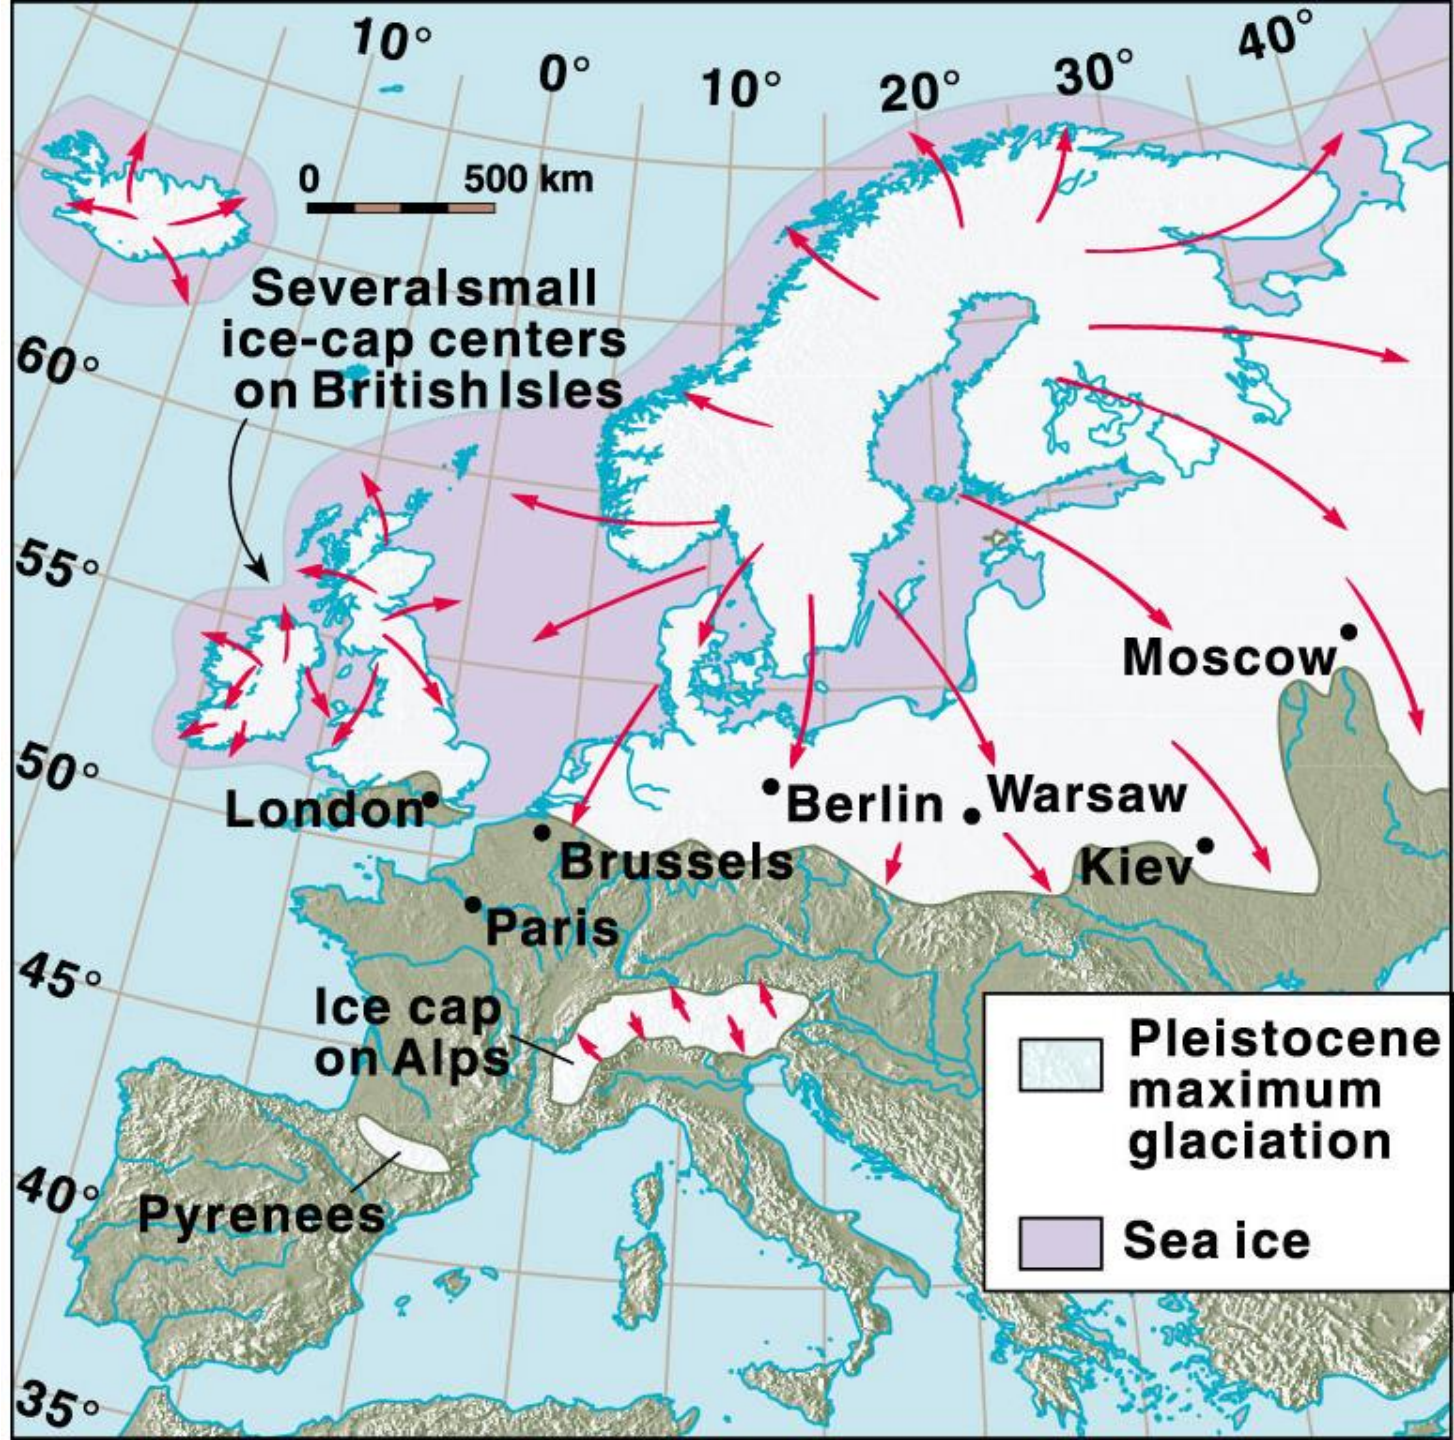 10°
0°
10°
20°
30°
40°
0 500 km
Several small
ice-cap centers
on British Isles
60°
55°
50°
45°
40°
35°
Moscow
London
Berlin
Warsaw
Brussels
Kiev
Paris
Ice cap
on Alps
Pyrenees
Pleistocene
maximum
glaciation
Sea ice